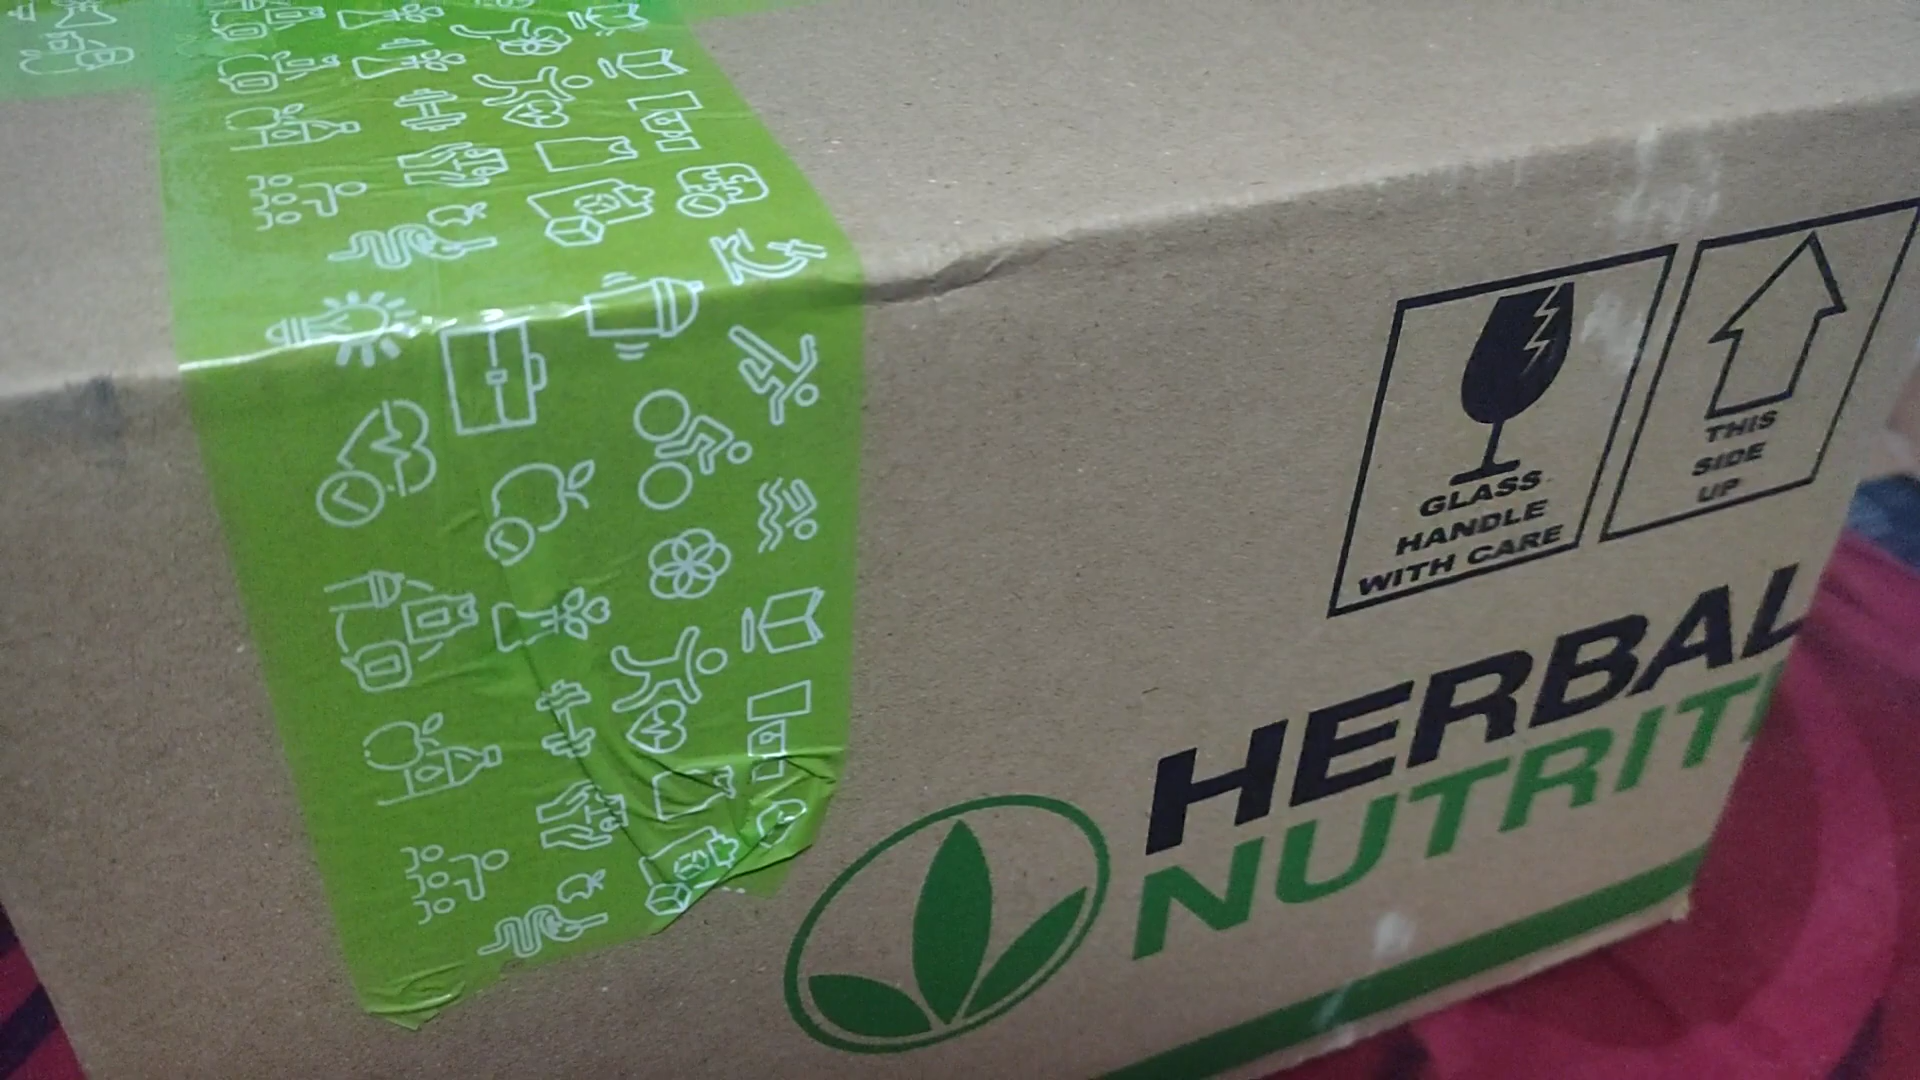 GLASS
HANDLE
WITH CARE
THIS
SIDE
UP
HERBAL
NUTRITI